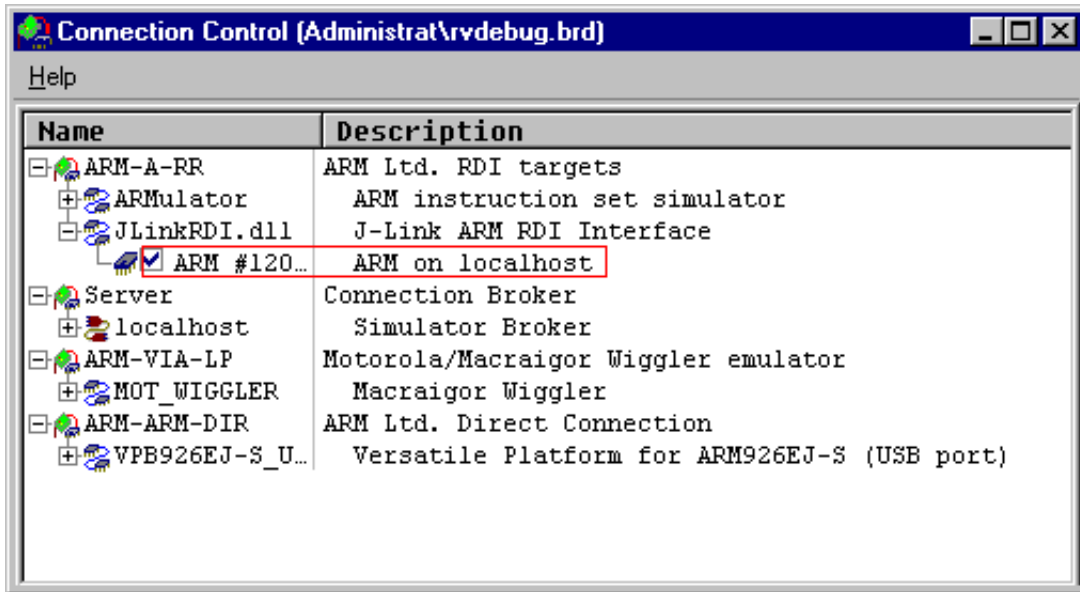 Connection Control (Administrat\rvdebug.brd)
Help
Name Description
ARM-A-RR ARM Ltd. RDI targets
ARMulator ARM instruction set simulator
JLinkRDI.dll J-Link ARM RDI Interface
ARM #120… ARM on localhost
Server Connection Broker
localhost Simulator Broker
ARM-VIA-LP Motorola/Macraigor Wiggler emulator
MOT_WIGGLER Macraigor Wiggler
ARM-ARM-DIR ARM Ltd. Direct Connection
VPB926EJ-S_U… Versatile Platform for ARM926EJ-S (USB port)